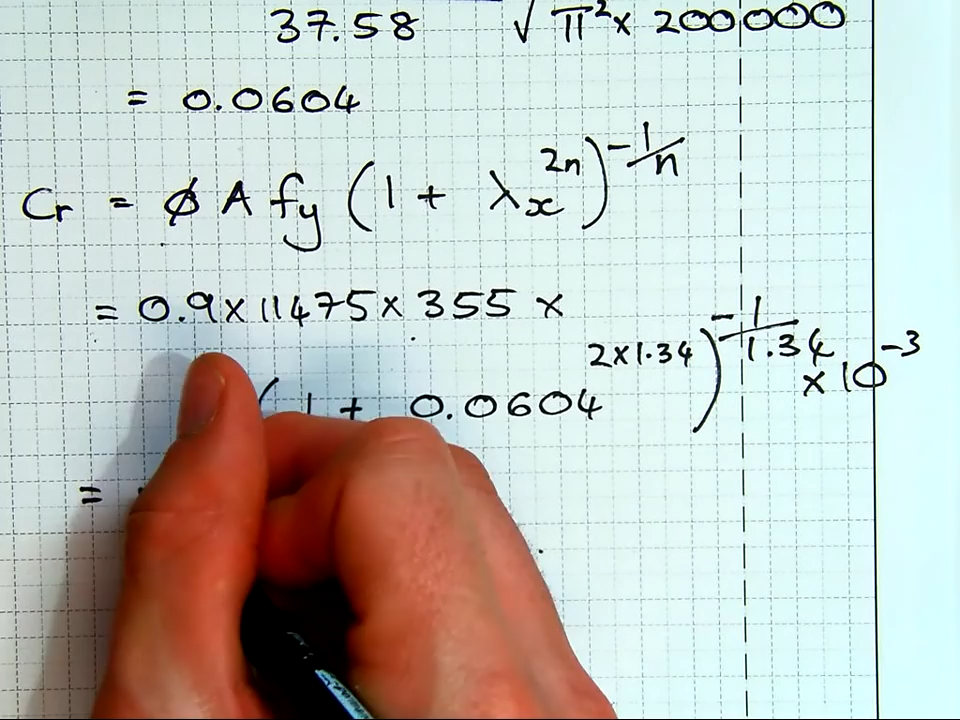 37.58 √ π² x 200000
= 0.0604
Cr = ϕ A fy (1 + λx^2n)^-1/n
= 0.9 x 11475 x 355 x
(1 + 0.0604^2x1.34)^-1/1.34 x 10^-3
=